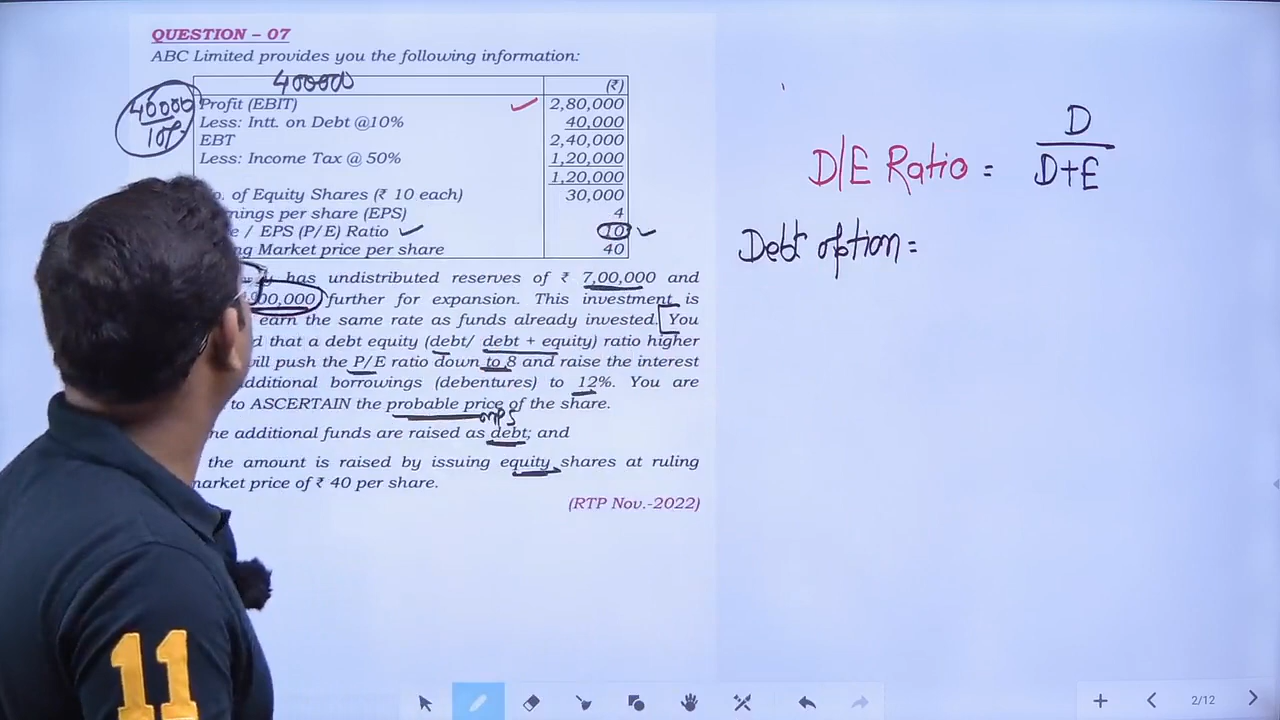 QUESTION – 07
ABC Limited provides you the following information:
400000
(₹)
40000
10%
Profit (EBIT) 2,80,000
Less: Intt. on Debt @10% 40,000
EBT 2,40,000
Less: Income Tax @ 50% 1,20,000
1,20,000
of Equity Shares (₹ 10 each) 30,000
per share (EPS) 4
/ EPS (P/E) Ratio 10
Market price per share 40
has undistributed reserves of ₹ 7,00,000 and
00,000 further for expansion. This investment is
earn the same rate as funds already invested. You
that a debt equity (debt/ debt + equity) ratio higher
will push the P/E ratio down to 8 and raise the interest
additional borrowings (debentures) to 12%. You are
to ASCERTAIN the probable price of the share.
MPS
additional funds are raised as debt; and
the amount is raised by issuing equity shares at ruling
market price of ₹ 40 per share.
(RTP Nov.-2022)
D/E Ratio = D
D+E
Debt option =
11
2/12